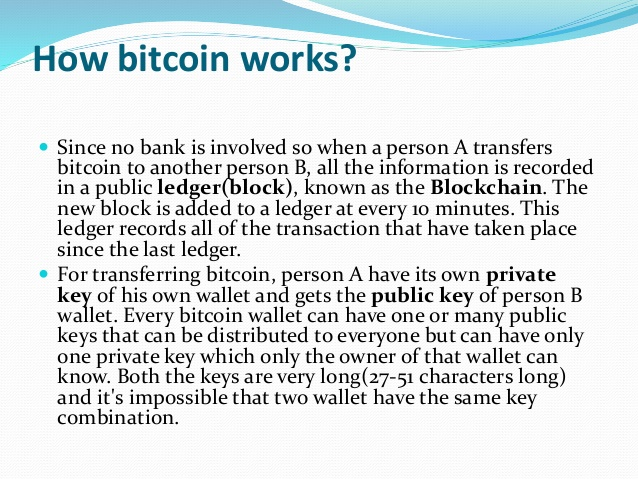 How bitcoin works?
Since no bank is involved so when a person A transfers
bitcoin to another person B, all the information is recorded
in a public ledger(block), known as the Blockchain. The
new block is added to a ledger at every 10 minutes. This
ledger records all of the transaction that have taken place
since the last ledger.
For transferring bitcoin, person A have its own private
key of his own wallet and gets the public key of person B
wallet. Every bitcoin wallet can have one or many public
keys that can be distributed to everyone but can have only
one private key which only the owner of that wallet can
know. Both the keys are very long(27-51 characters long)
and it's impossible that two wallet have the same key
combination.